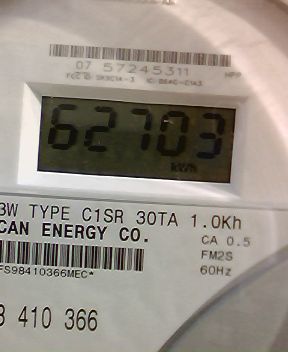 07 57245311
62703
kWh
3W TYPE C1SR 30TA 1.0Kh
CAN ENERGY CO.
CA 0.5
FM2S
60Hz
FS98410366MEC*
3 410 366